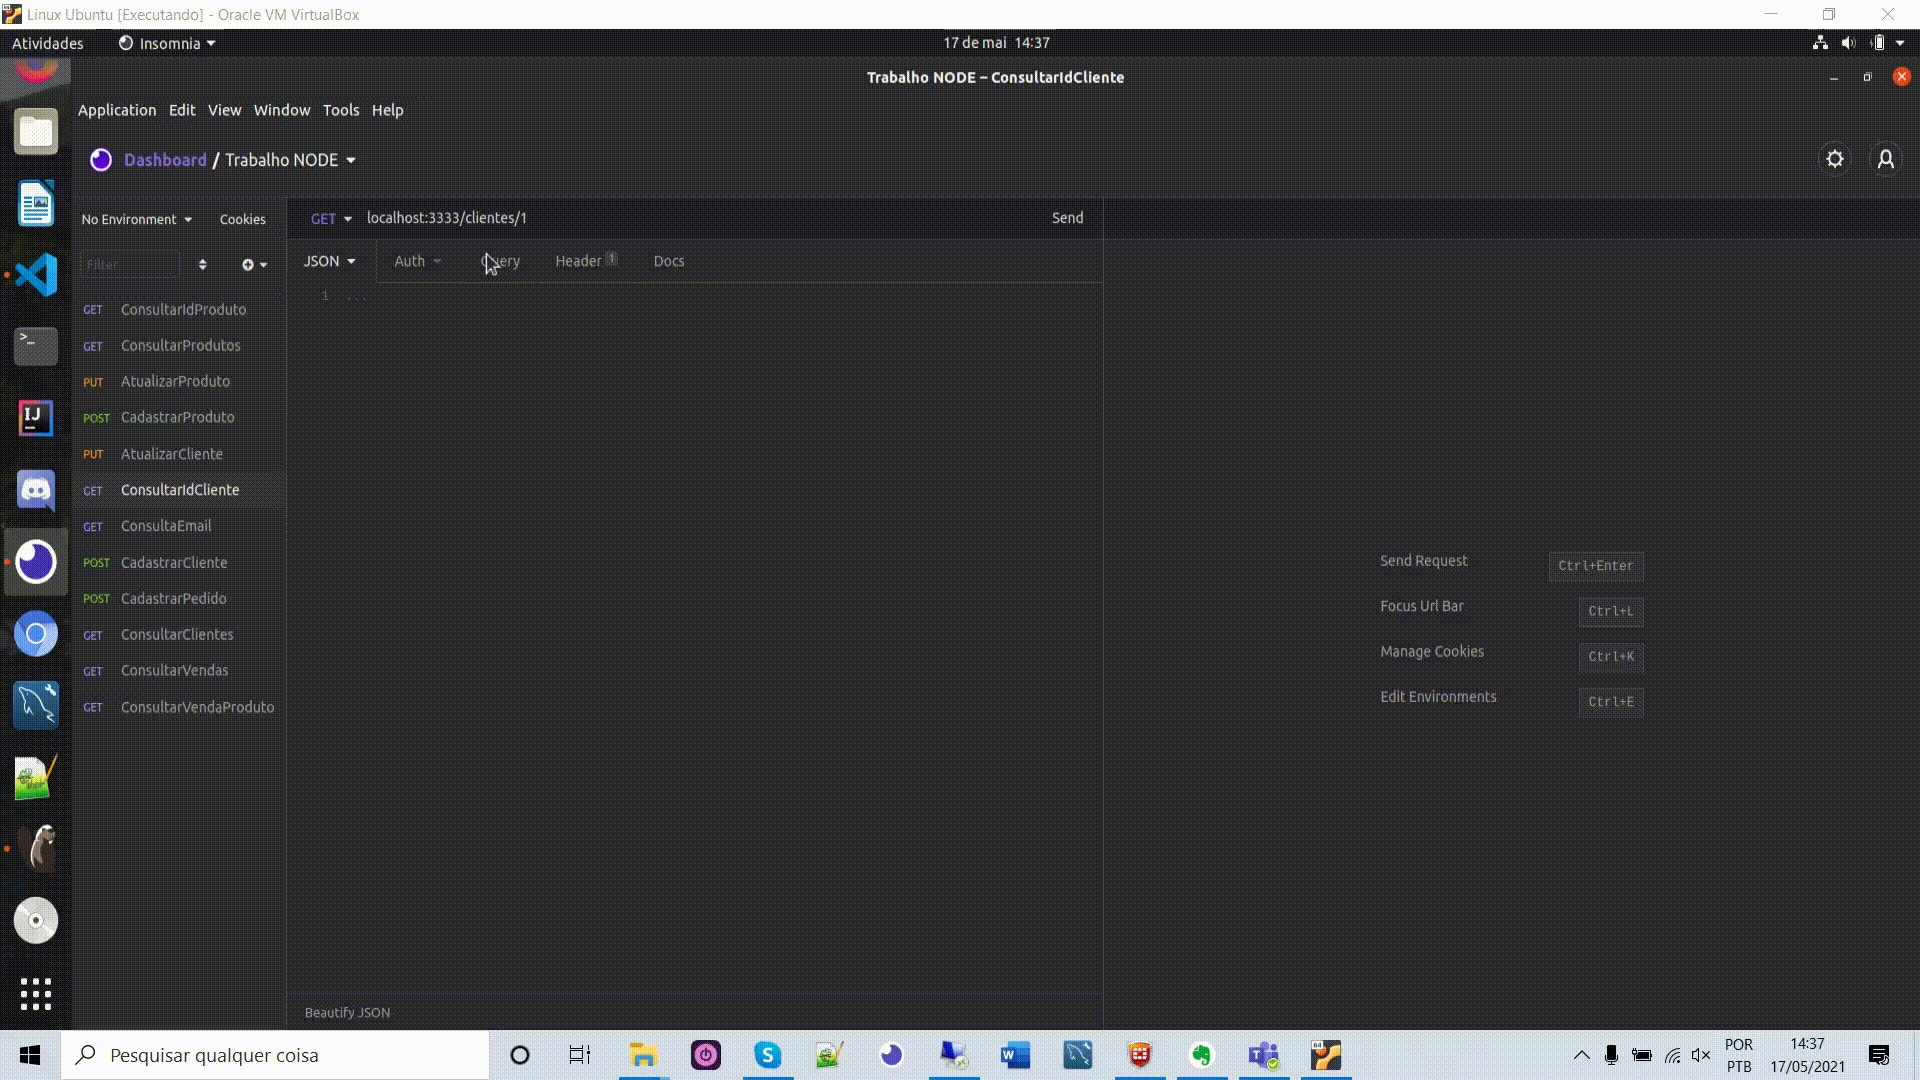 Linux Ubuntu [Executando] - Oracle VM VirtualBox
Atividades
Insomnia
17 de mai 14:37
Trabalho NODE – ConsultarIdCliente
Application Edit View Window Tools Help
Dashboard / Trabalho NODE
No Environment
Cookies
GET localhost:3333/clientes/1
Send
Filter
JSON
Auth
Query
Header 1
Docs
1 ...
GET ConsultarIdProduto
GET ConsultarProdutos
PUT AtualizarProduto
POST CadastrarProduto
PUT AtualizarCliente
GET ConsultarIdCliente
GET ConsultaEmail
POST CadastrarCliente
POST CadastrarPedido
GET ConsultarClientes
GET ConsultarVendas
GET ConsultarVendaProduto
Send Request Ctrl+Enter
Focus Url Bar Ctrl+L
Manage Cookies Ctrl+K
Edit Environments Ctrl+E
Beautify JSON
Pesquisar qualquer coisa
POR
PTB
14:37
17/05/2021